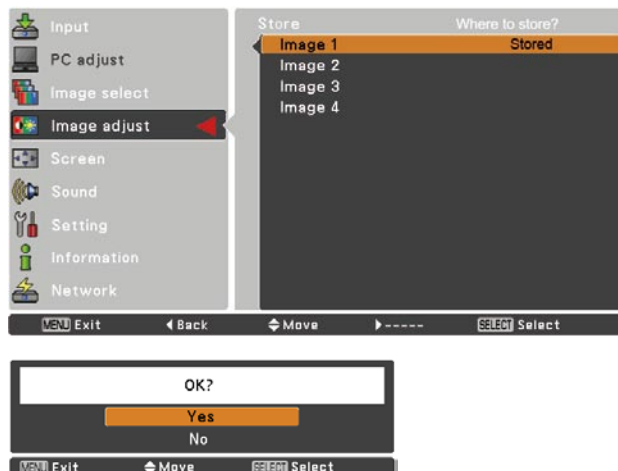 Input
PC adjust
Image select
Image adjust
Screen
Sound
Setting
Information
Network
Store Where to store?
Image 1 Stored
Image 2
Image 3
Image 4
MENU Exit Back Move ----- SELECT Select
OK?
Yes
No
MENU Exit Move SELECT Select